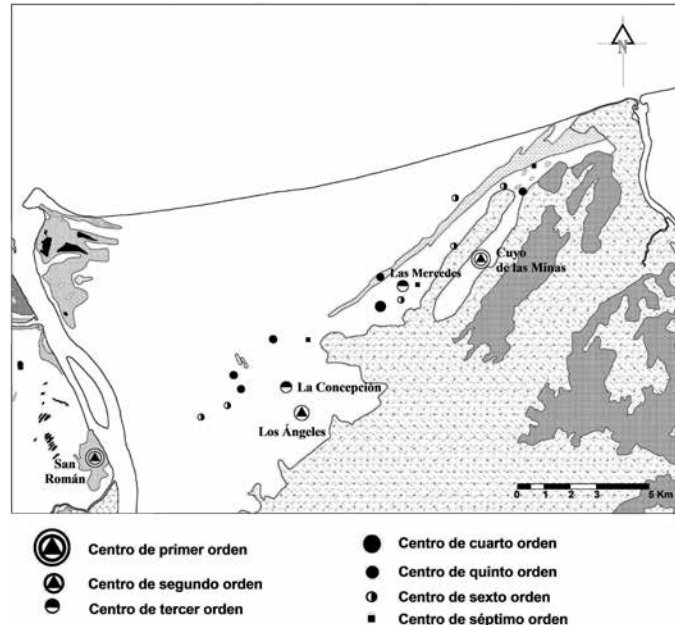 N
Cuyo
de las Minas
Las Mercedes
La Concepción
Los Ángeles
San
Román
0 1 2 3 5 Km
Centro de primer orden
Centro de segundo orden
Centro de tercer orden
Centro de cuarto orden
Centro de quinto orden
Centro de sexto orden
Centro de séptimo orden